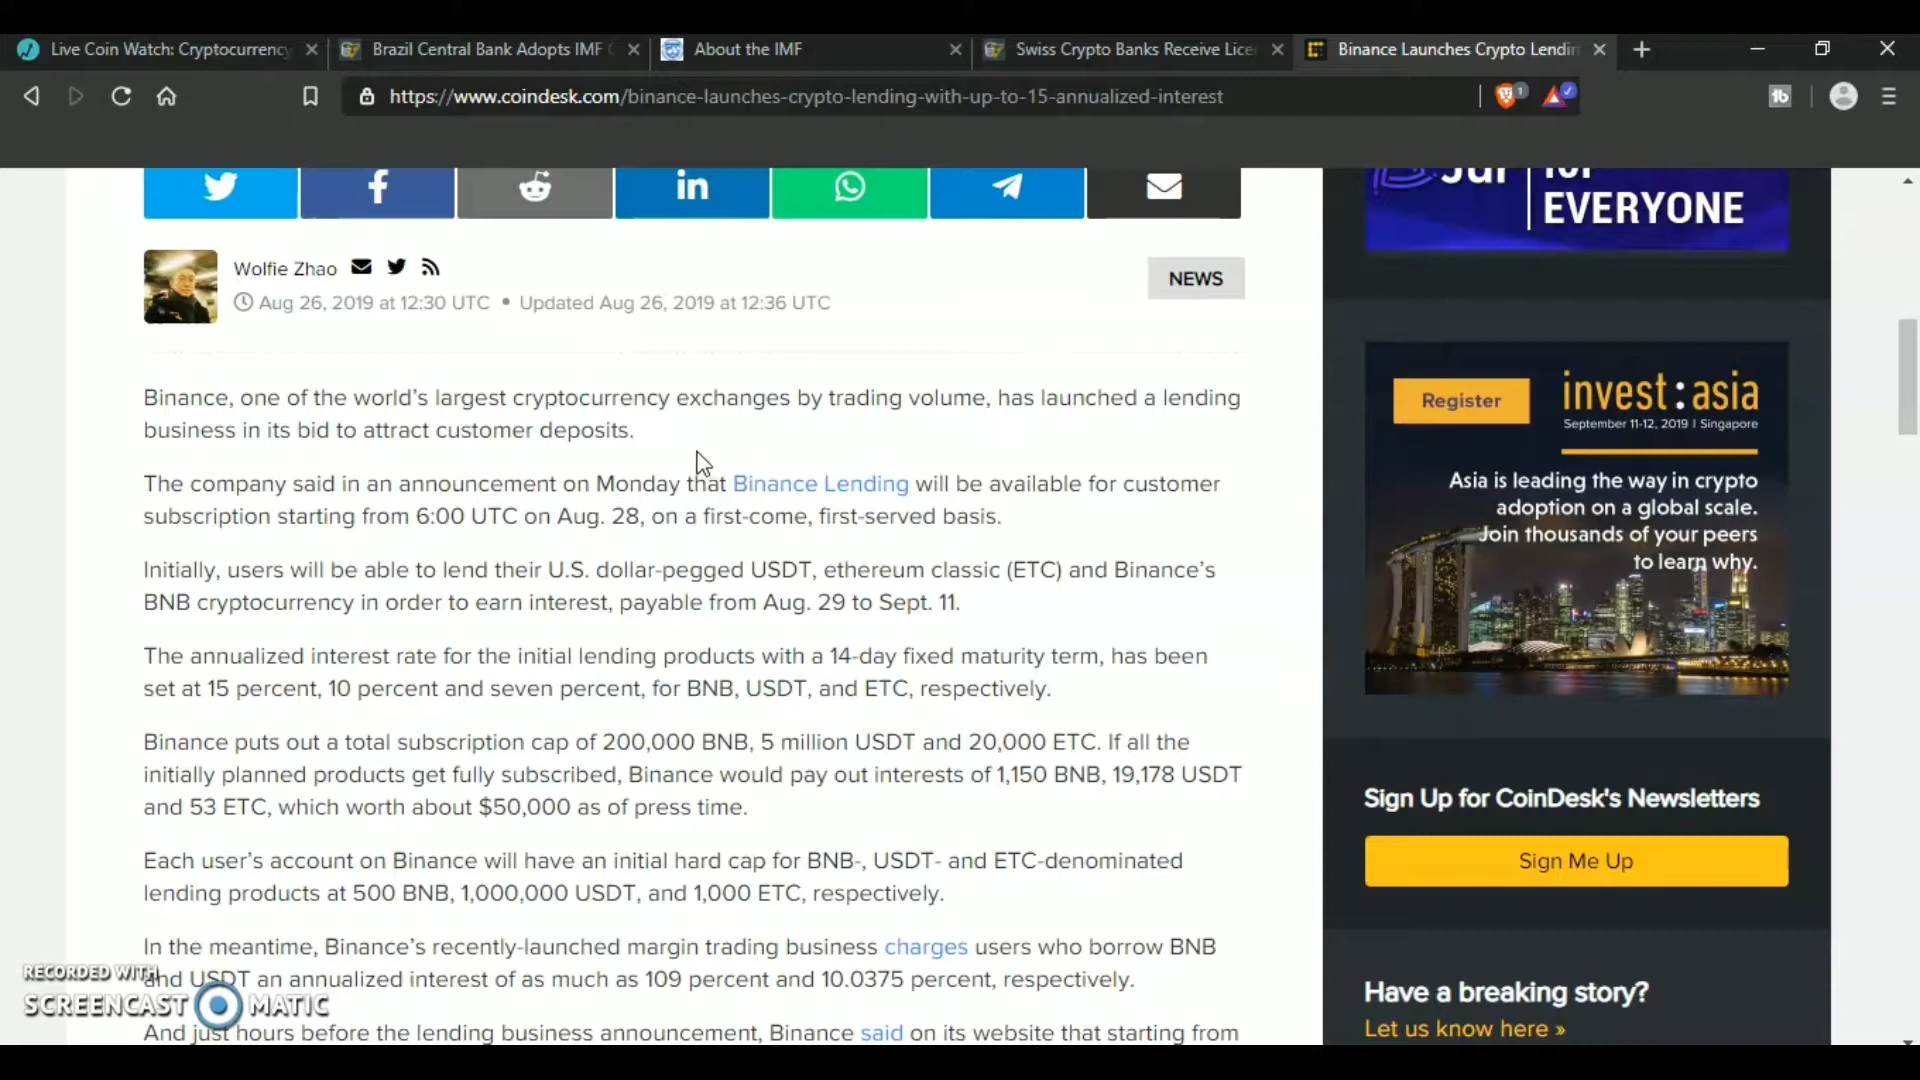 Live Coin Watch: Cryptocurrency
Brazil Central Bank Adopts IMF
About the IMF
Swiss Crypto Banks Receive Lice
Binance Launches Crypto Lendin
https://www.coindesk.com/binance-launches-crypto-lending-with-up-to-15-annualized-interest
1
Wolfie Zhao
Aug 26, 2019 at 12:30 UTC • Updated Aug 26, 2019 at 12:36 UTC
NEWS
Binance, one of the world's largest cryptocurrency exchanges by trading volume, has launched a lending
business in its bid to attract customer deposits.
The company said in an announcement on Monday that Binance Lending will be available for customer
subscription starting from 6:00 UTC on Aug. 28, on a first-come, first-served basis.
Initially, users will be able to lend their U.S. dollar-pegged USDT, ethereum classic (ETC) and Binance's
BNB cryptocurrency in order to earn interest, payable from Aug. 29 to Sept. 11.
The annualized interest rate for the initial lending products with a 14-day fixed maturity term, has been
set at 15 percent, 10 percent and seven percent, for BNB, USDT, and ETC, respectively.
Binance puts out a total subscription cap of 200,000 BNB, 5 million USDT and 20,000 ETC. If all the
initially planned products get fully subscribed, Binance would pay out interests of 1,150 BNB, 19,178 USDT
and 53 ETC, which worth about $50,000 as of press time.
Each user's account on Binance will have an initial hard cap for BNB-, USDT- and ETC-denominated
lending products at 500 BNB, 1,000,000 USDT, and 1,000 ETC, respectively.
In the meantime, Binance's recently-launched margin trading business charges users who borrow BNB
and USDT an annualized interest of as much as 109 percent and 10.0375 percent, respectively.
And just hours before the lending business announcement, Binance said on its website that starting from
RECORDED WITH
SCREENCAST MATIC
for
EVERYONE
Register
invest:asia
September 11-12, 2019 | Singapore
Asia is leading the way in crypto
adoption on a global scale.
Join thousands of your peers
to learn why.
Sign Up for CoinDesk's Newsletters
Sign Me Up
Have a breaking story?
Let us know here »